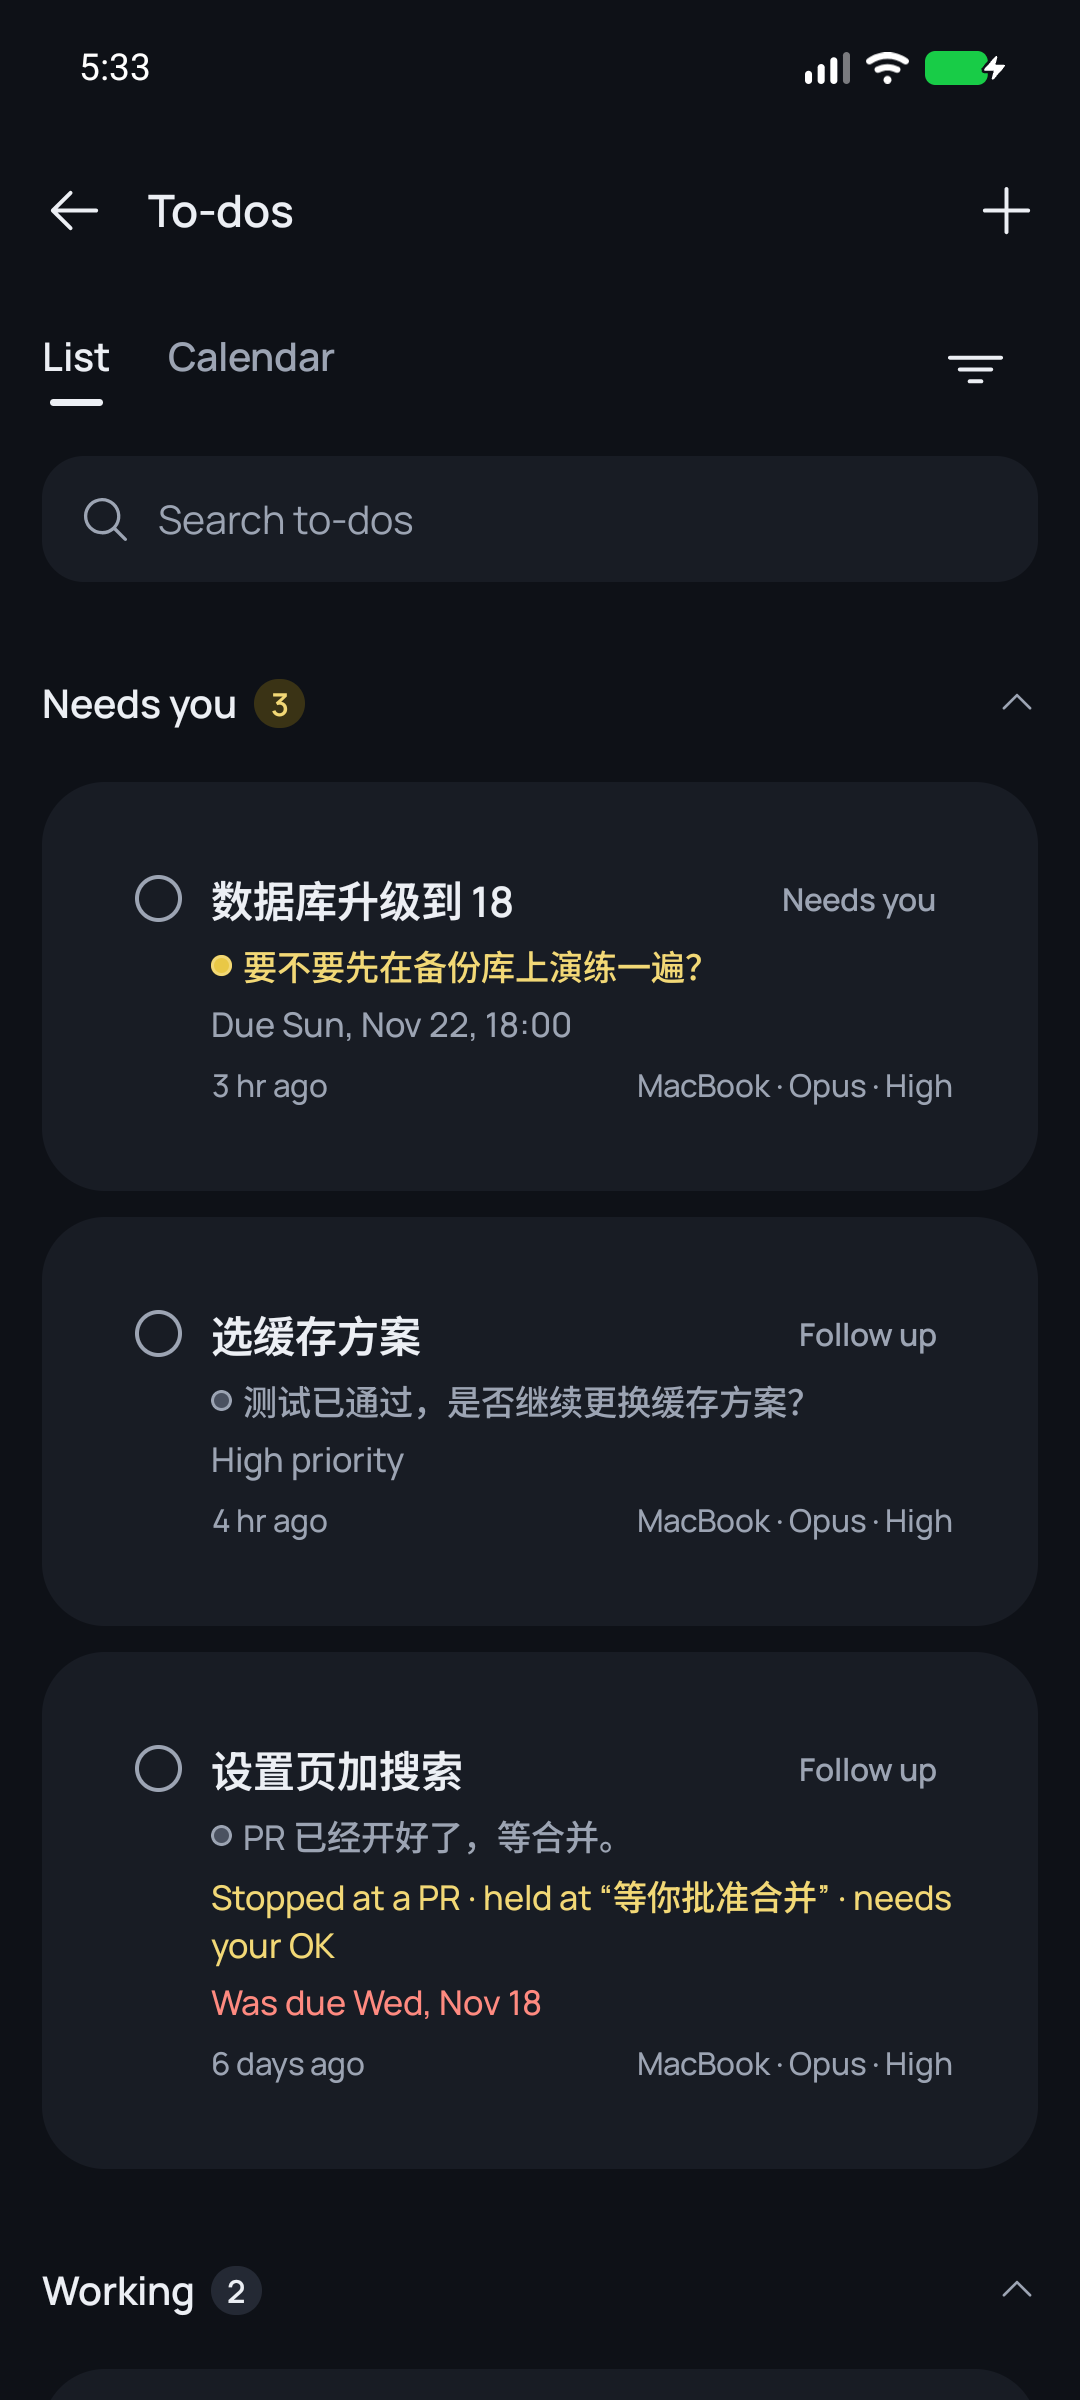 5:33
To-dos
List
Calendar
Search to-dos
Needs you 3
数据库升级到 18
Needs you
要不要先在备份库上演练一遍？
Due Sun, Nov 22, 18:00
3 hr ago
MacBook · Opus · High
选缓存方案
Follow up
测试已通过，是否继续更换缓存方案？
High priority
4 hr ago
MacBook · Opus · High
设置页加搜索
Follow up
PR 已经开好了，等合并。
Stopped at a PR · held at “等你批准合并” · needs
your OK
Was due Wed, Nov 18
6 days ago
MacBook · Opus · High
Working 2